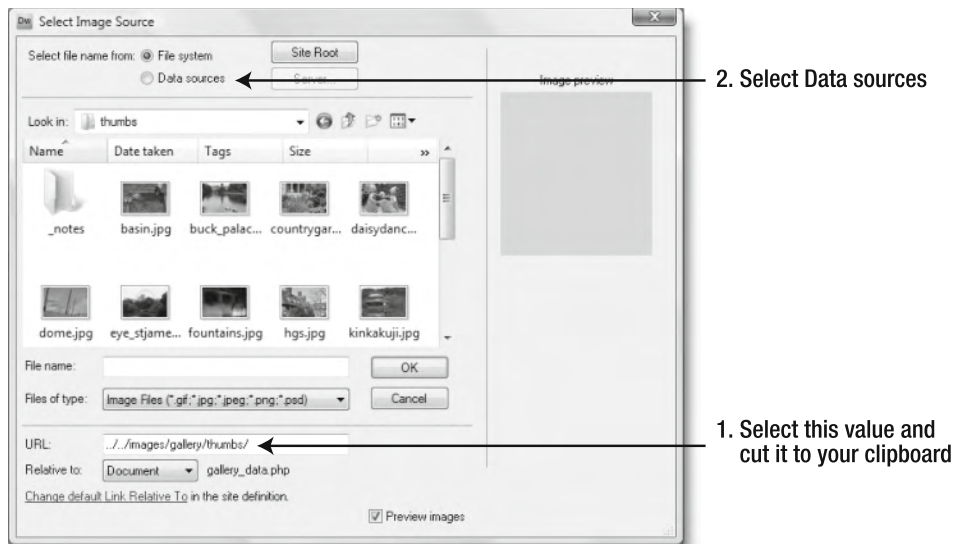 Dw Select Image Source
Select file name from: File system
Site Root
Data sources
Server...
Image preview
2. Select Data sources
Look in: thumbs
Name Date taken Tags Size »
_notes basin.jpg buck_palac... countrygar... daisydanc...
dome.jpg eye_stjame... fountains.jpg hgs.jpg kinkakuji.jpg
File name:
OK
Files of type: Image Files (*.gif;*.jpg;*.jpeg;*.png;*.psd)
Cancel
URL: ../../images/gallery/thumbs/
1. Select this value and
cut it to your clipboard
Relative to: Document gallery_data.php
Change default Link Relative To in the site definition.
Preview images